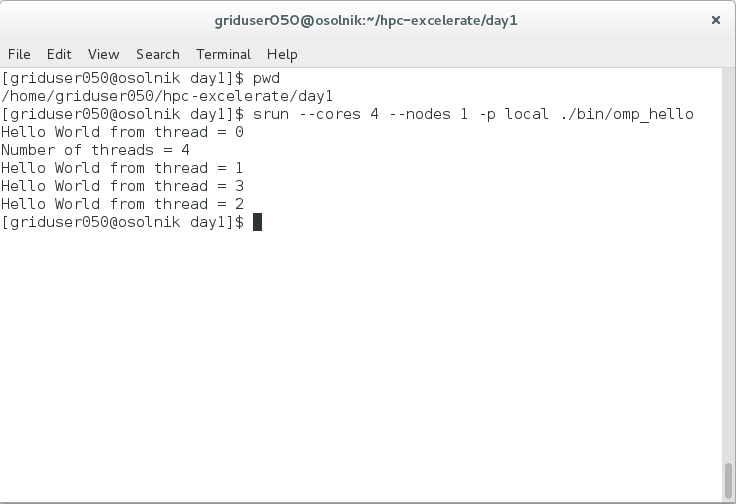 griduser050@osolnik:~/hpc-excelerate/day1 ×
File Edit View Search Terminal Help
[griduser050@osolnik day1]$ pwd
/home/griduser050/hpc-excelerate/day1
[griduser050@osolnik day1]$ srun --cores 4 --nodes 1 -p local ./bin/omp_hello
Hello World from thread = 0
Number of threads = 4
Hello World from thread = 1
Hello World from thread = 3
Hello World from thread = 2
[griduser050@osolnik day1]$